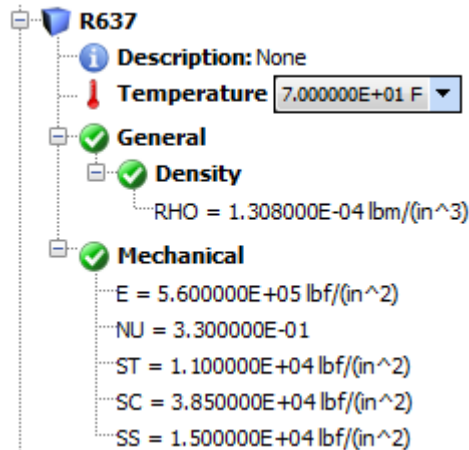 R637
Description: None
Temperature 7.000000E+01 F
General
Density
RHO = 1.308000E-04 lbm/(in^3)
Mechanical
E = 5.600000E+05 lbf/(in^2)
NU = 3.300000E-01
ST = 1.100000E+04 lbf/(in^2)
SC = 3.850000E+04 lbf/(in^2)
SS = 1.500000E+04 lbf/(in^2)